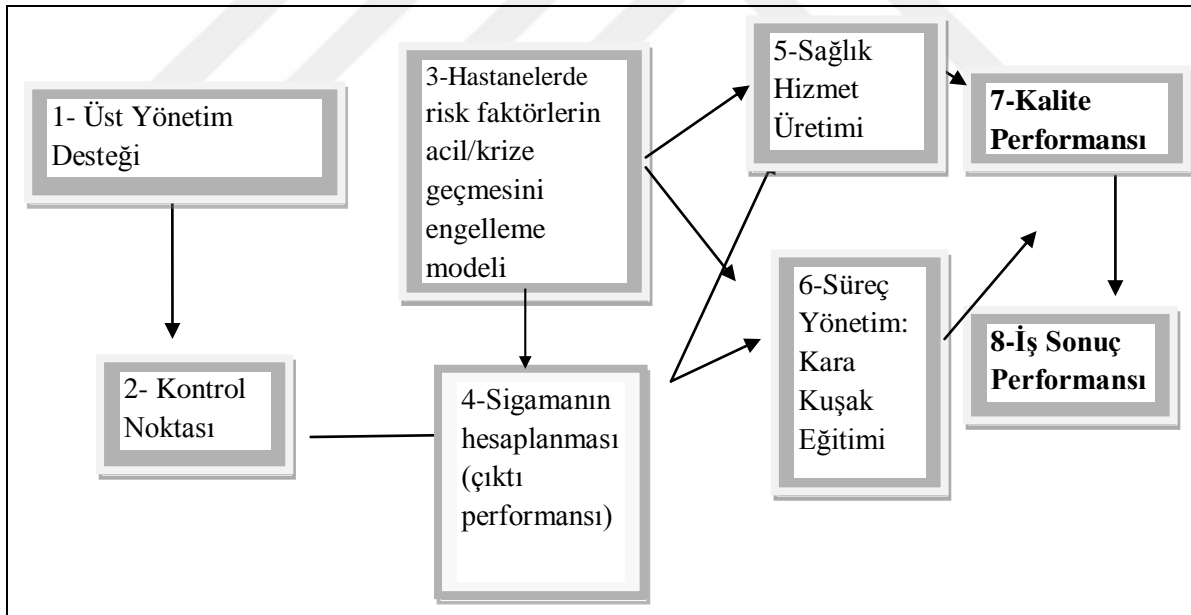 1- Üst Yönetim
Desteği
2- Kontrol
Noktası
3-Hastanelerde
risk faktörlerin
acil/krize
geçmesini
engelleme
modeli
4-Sigamanın
hesaplanması
(çıktı
performansı)
5-Sağlık
Hizmet
Üretimi
6-Süreç
Yönetim:
Kara
Kuşak
Eğitimi
7-Kalite
Performansı
8-İş Sonuç
Performansı